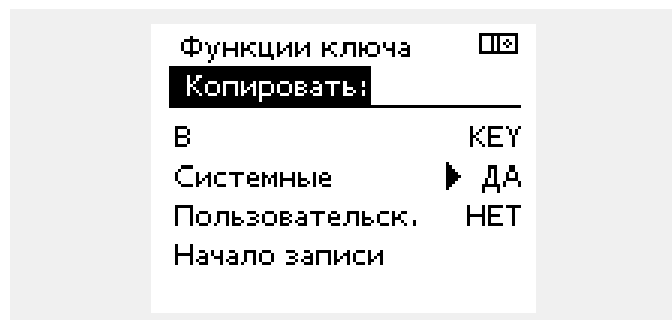 Функции ключа
Копировать:
В KEY
Системные ДА
Пользовательск. НЕТ
Начало записи